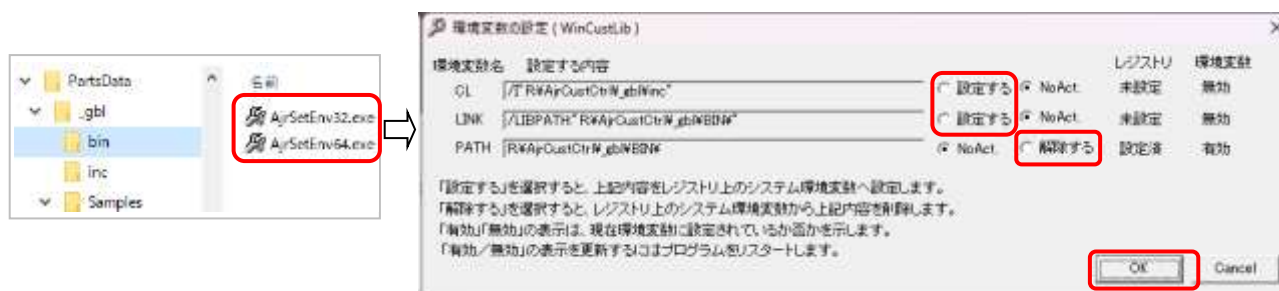 PartsData
_gbl
bin
inc
Samples
名前
AjrSetEnv32.exe
AjrSetEnv64.exe
環境変数の設定 ( WinCustLib )
環境変数名 設定する内容 レジストリ 環境変数
CL /I"R:¥AjrCustCtrl¥_gbl¥inc" 設定する NoAct. 未設定 無効
LINK /LIBPATH:"R:¥AjrCustCtrl¥_gbl¥BIN¥" 設定する NoAct. 未設定 無効
PATH R:¥AjrCustCtrl¥_gbl¥BIN¥ NoAct. 解除する 設定済 有効
「設定する」を選択すると、上記内容をレジストリ上のシステム環境変数へ設定します。
「解除する」を選択すると、レジストリ上のシステム環境変数から上記内容を削除します。
「有効」「無効」の表示は、現在環境変数に設定されているか否かを示します。
「有効／無効」の表示を更新するにはプログラムをリスタートします。
OK Cancel